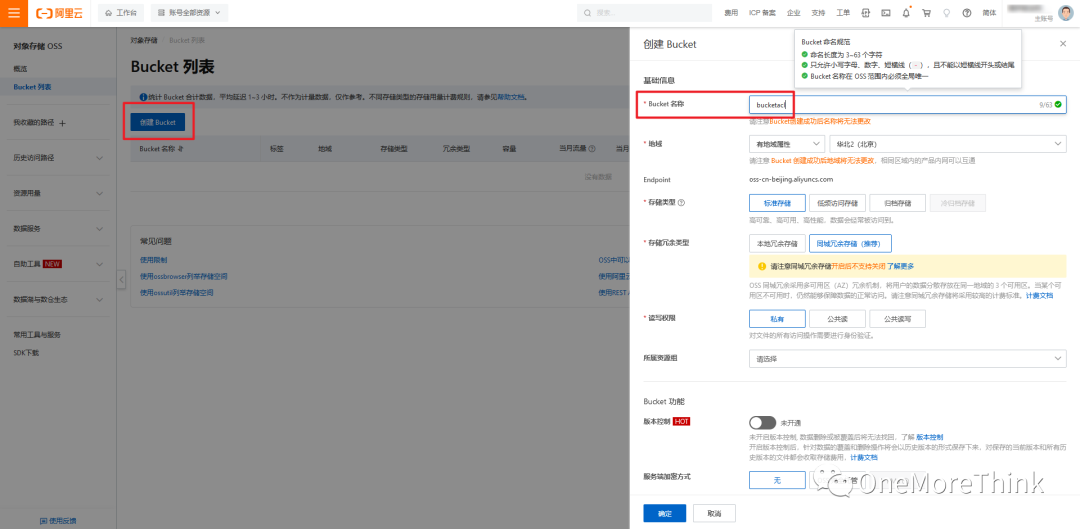 阿里云
工作台
账号全部资源
搜索...
费用 ICP 备案 企业 支持 工单 简体
主账号
对象存储 OSS
概览
Bucket 列表
我收藏的路径
历史访问路径
资源用量
数据服务
自助工具 NEW
数据湖与数仓生态
常用工具与服务
SDK下载
使用反馈
对象存储 / Bucket 列表
Bucket 列表
统计 Bucket 合计数据，平均延迟 1~3 小时。不作为计量数据，仅作参考。不同存储类型的存储用量计量规则，请参见帮助文档。
创建 Bucket
Bucket 名称 标签 地域 存储类型 冗余类型 容量 当月流量 当月
没有数据
常见问题
使用限制
使用ossbrowser列举存储空间
使用ossutil列举存储空间
OSS中可以
使用阿里云
使用REST
创建 Bucket
Bucket 命名规范
命名长度为 3~63 个字符
只允许小写字母、数字、短横线（-），且不能以短横线开头或结尾
Bucket 名称在 OSS 范围内必须全局唯一
基础信息
* Bucket 名称
bucketacl
9/63
请注意Bucket创建成功后名称将无法更改
* 地域
有地域属性
华北2（北京）
请注意 Bucket 创建成功后地域将无法更改，相同区域内的产品内网可以互通
Endpoint
oss-cn-beijing.aliyuncs.com
* 存储类型
标准存储 低频访问存储 归档存储 冷归档存储
高可靠、高可用、高性能，数据会经常被访问到。
* 存储冗余类型
本地冗余存储 同城冗余存储（推荐）
请注意同城冗余存储开启后不支持关闭 了解更多
OSS 同城冗余采用多可用区（AZ）冗余机制，将用户的数据分散存放在同一地域的 3 个可用区。当某个可
用区不可用时，仍然能够保障数据的正常访问。请注意同城冗余存储将采取较高的计费标准。计费文档
* 读写权限
私有 公共读 公共读写
对文件的所有访问操作需要进行身份验证。
所属资源组
请选择
Bucket 功能
版本控制 HOT
未开通
未开启版本控制, 数据删除或被覆盖后将无法找回，了解 版本控制
开启版本控制后，针对数据的覆盖和删除操作将会以历史版本的形式保存下来，对保存的当前版本和所有历
史版本的文件都会收取存储费用，计费文档
服务端加密方式
无
OneMoreThink
确定 取消